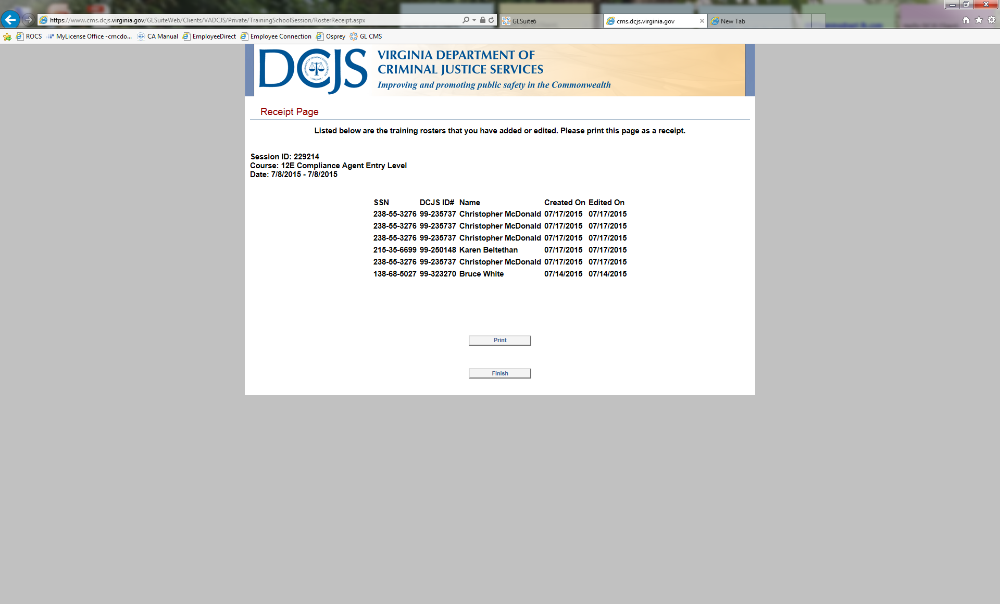 https://www.cms.dcjs.virginia.gov/GLSuiteWeb/Clients/VADCJS/Private/TrainingSchoolSession/RosterReceipt.aspx
GLSuite6
cms.dcjs.virginia.gov
New Tab
ROCS MyLicense Office -cmcdo... CA Manual EmployeeDirect Employee Connection Osprey GL CMS
DCJS
VIRGINIA DEPARTMENT OF
CRIMINAL JUSTICE SERVICES
Improving and promoting public safety in the Commonwealth
Receipt Page
Listed below are the training rosters that you have added or edited. Please print this page as a receipt.
Session ID: 229214
Course: 12E Compliance Agent Entry Level
Date: 7/8/2015 - 7/8/2015
SSN DCJS ID# Name Created On Edited On
238-55-3276 99-235737 Christopher McDonald 07/17/2015 07/17/2015
238-55-3276 99-235737 Christopher McDonald 07/17/2015 07/17/2015
238-55-3276 99-235737 Christopher McDonald 07/17/2015 07/17/2015
215-35-6699 99-250148 Karen Beltethan 07/17/2015 07/17/2015
238-55-3276 99-235737 Christopher McDonald 07/17/2015 07/17/2015
138-68-5027 99-323270 Bruce White 07/14/2015 07/14/2015
Print
Finish